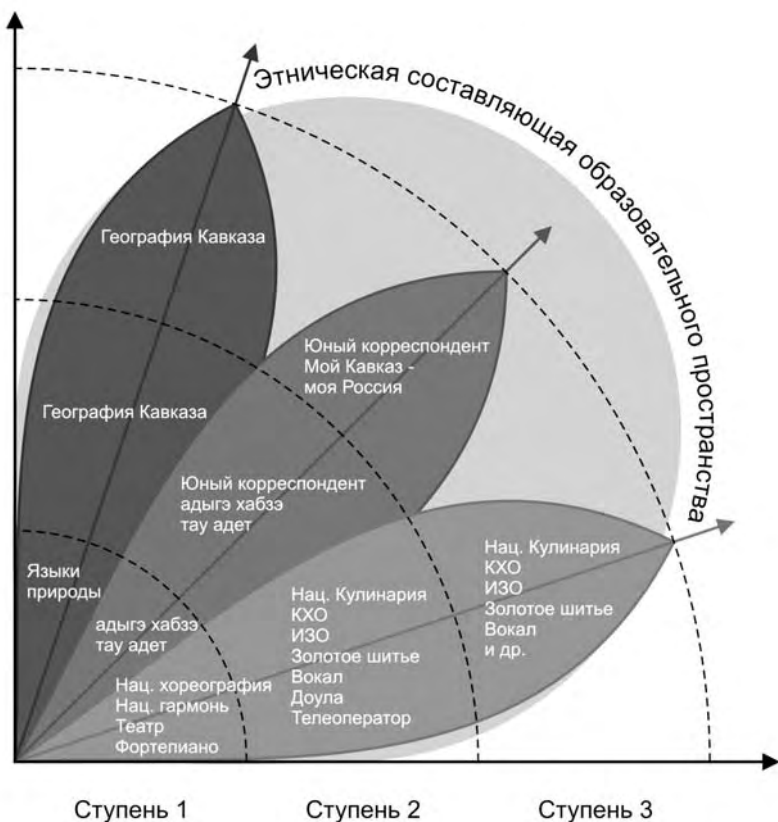 Этническая составляющая образовательного пространства
География Кавказа
География Кавказа
Языки
природы
Юный корреспондент
Мой Кавказ -
моя Россия
Юный корреспондент
адыгэ хабзэ
тау адет
адыгэ хабзэ
тау адет
Нац. Кулинария
КХО
ИЗО
Золотое шитье
Вокал
и др.
Нац. Кулинария
КХО
ИЗО
Золотое шитье
Вокал
Доула
Телеоператор
Нац. хореография
Нац. гармонь
Театр
Фортепиано
Ступень 1
Ступень 2
Ступень 3